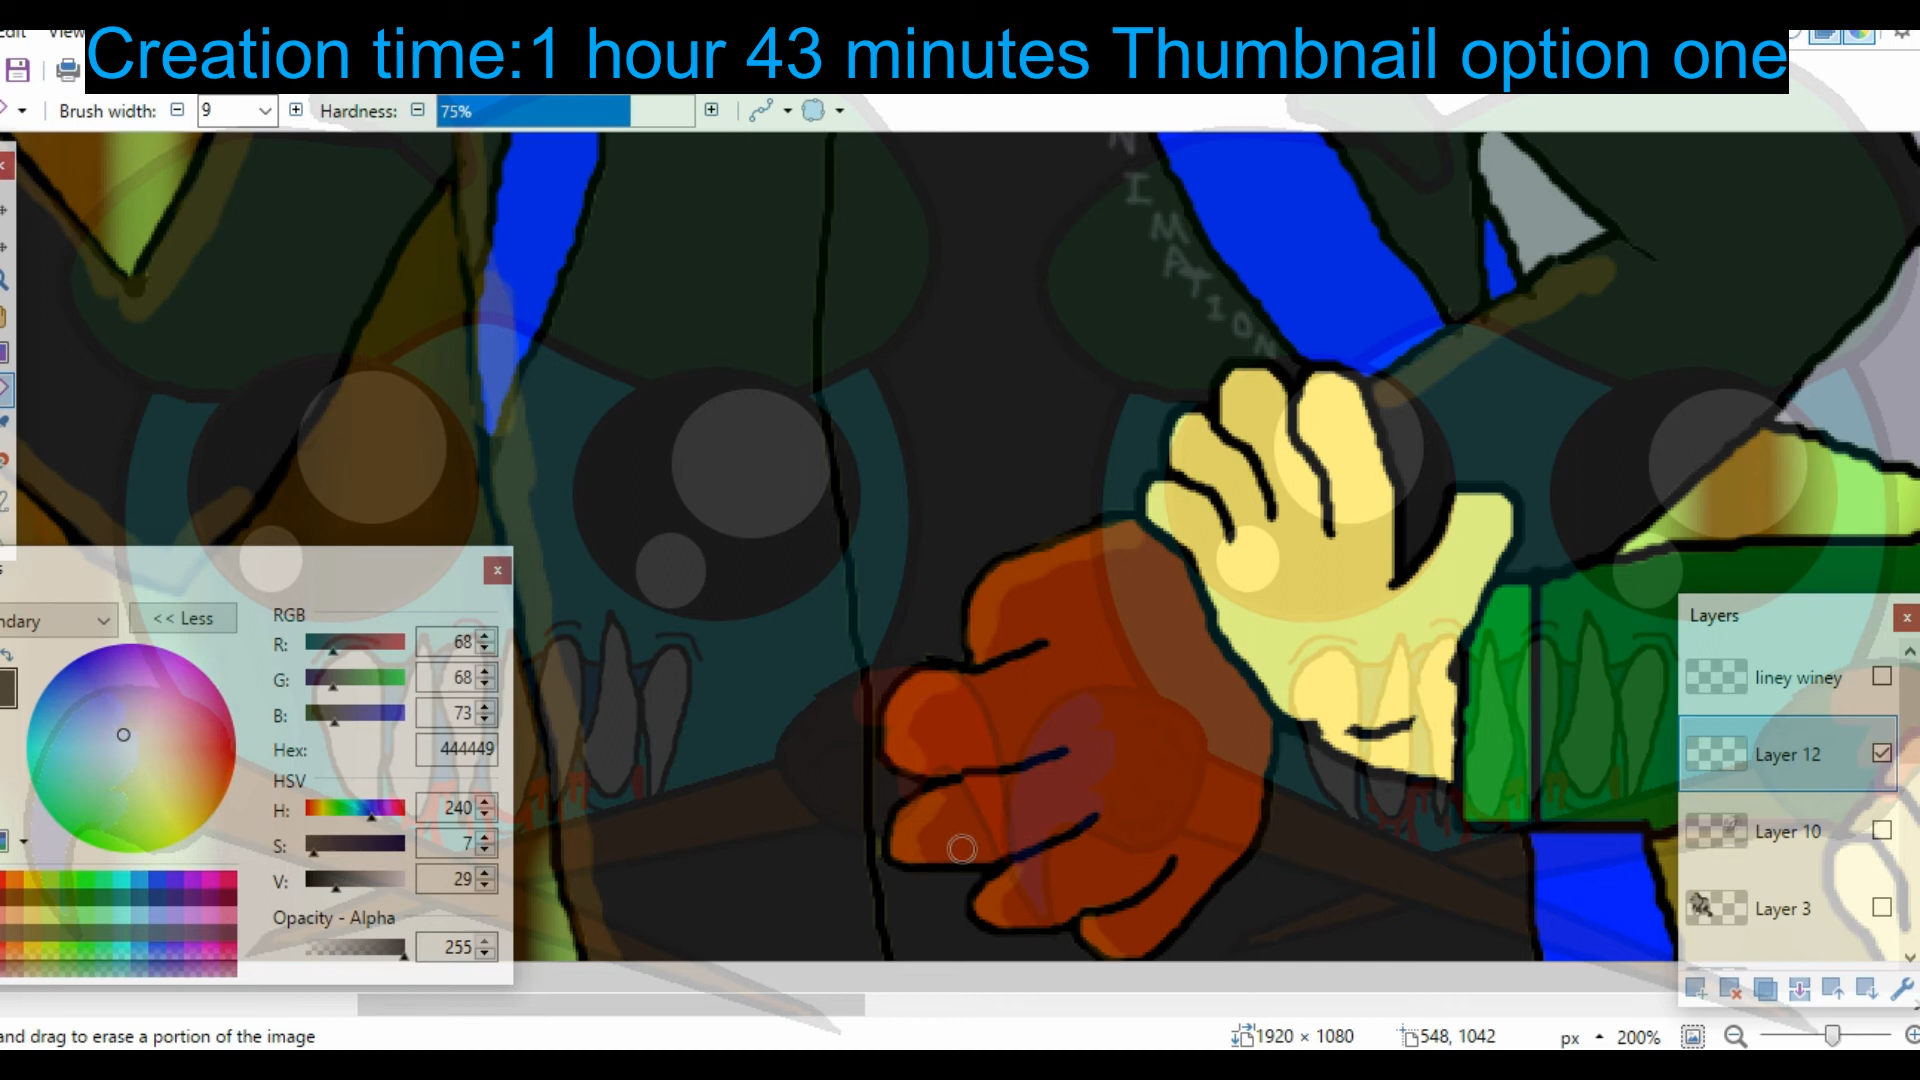 Edit View
Creation time:1 hour 43 minutes Thumbnail option one
Brush width: 9 Hardness: 75%
N
I
M
A
T
I
O
N
<< Less
RGB
R: 68
G: 68
B: 73
Hex: 444449
HSV
H: 240
S: 7
V: 29
Opacity - Alpha
255
Layers
liney winey
Layer 12
Layer 10
Layer 3
and drag to erase a portion of the image
1920 × 1080
548, 1042
px
200%